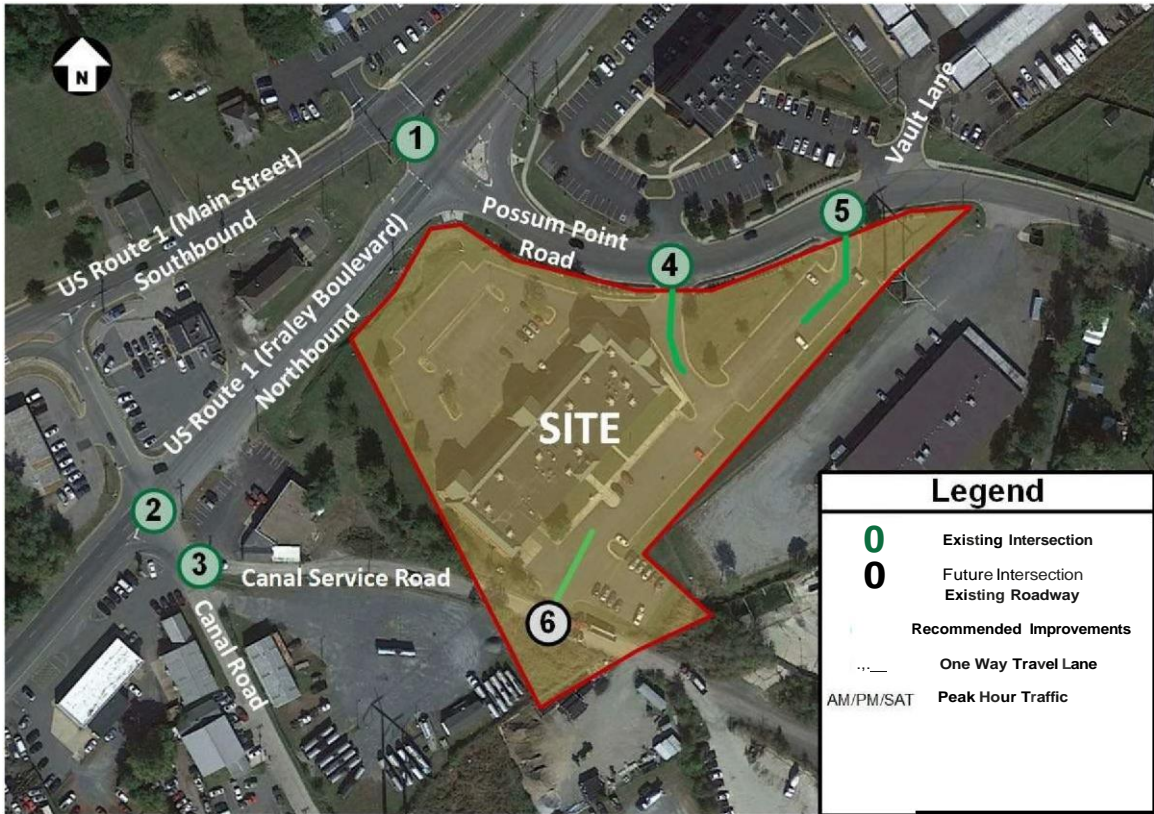 N
1
Vault Lane
US Route 1 (Main Street)
Southbound
Possum Point
Road
5
4
US Route 1 (Fraley Boulevard)
Northbound
SITE
2
3
Canal Service Road
6
Canal Road
Legend
0 Existing Intersection
0 Future Intersection
Existing Roadway
Recommended Improvements
.,.__ One Way Travel Lane
AM/PM/SAT Peak Hour Traffic